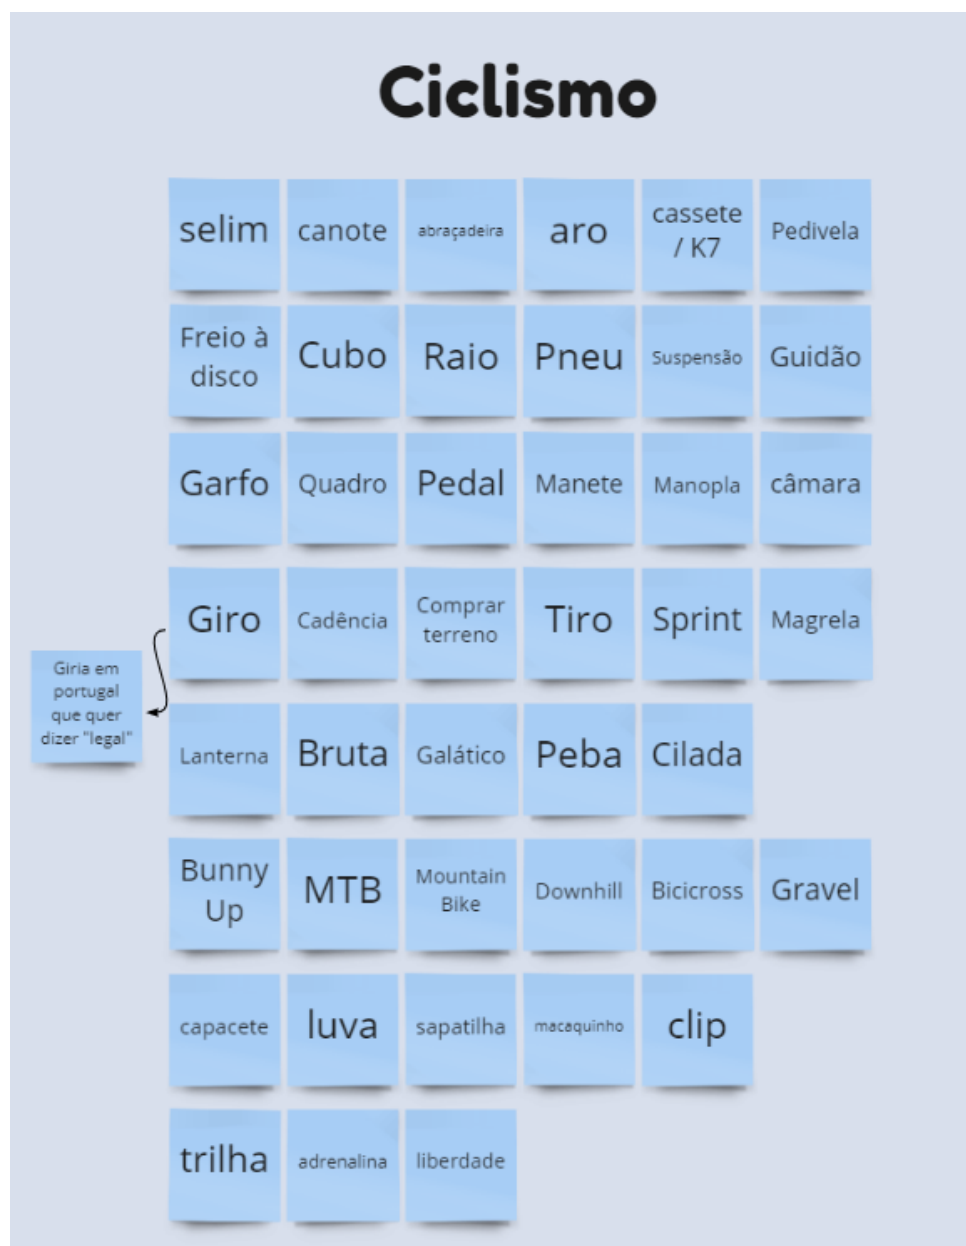 Ciclismo
selim
canote
abraçadeira
aro
cassete
/ K7
Pedivela
Freio à
disco
Cubo
Raio
Pneu
Suspensão
Guidão
Garfo
Quadro
Pedal
Manete
Manopla
câmara
Giro
Cadência
Comprar
terreno
Tiro
Sprint
Magrela
Giria em
portugal
que quer
dizer "legal"
Lanterna
Bruta
Galático
Peba
Cilada
Bunny
Up
MTB
Mountain
Bike
Downhill
Bicicross
Gravel
capacete
luva
sapatilha
macaquinho
clip
trilha
adrenalina
liberdade